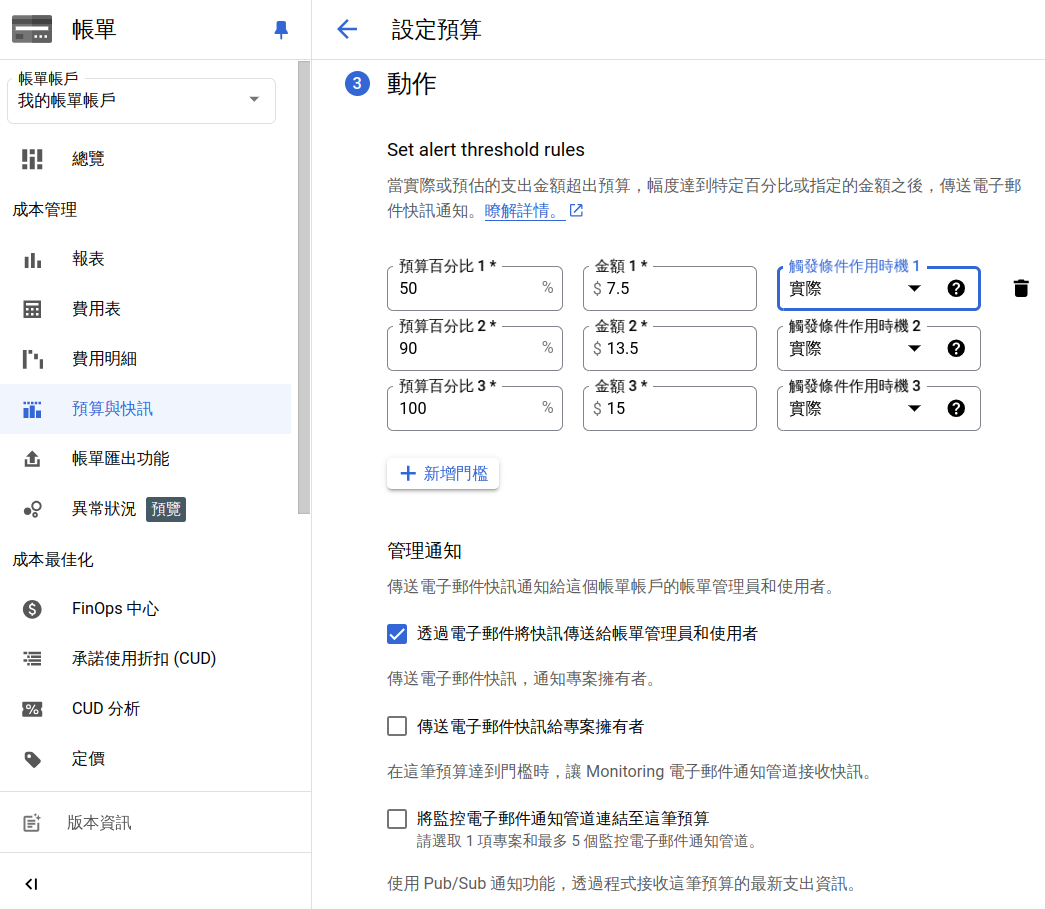 帳單
設定預算
帳單帳戶
我的帳單帳戶
總覽
成本管理
報表
費用表
費用明細
預算與快訊
帳單匯出功能
異常狀況 預覽
成本最佳化
FinOps 中心
承諾使用折扣 (CUD)
CUD 分析
定價
版本資訊
3 動作
Set alert threshold rules
當實際或預估的支出金額超出預算，幅度達到特定百分比或指定的金額之後，傳送電子郵
件快訊通知。瞭解詳情。
預算百分比 1 * 金額 1 * 觸發條件作用時機 1
50 % $ 7.5 實際
預算百分比 2 * 金額 2 * 觸發條件作用時機 2
90 % $ 13.5 實際
預算百分比 3 * 金額 3 * 觸發條件作用時機 3
100 % $ 15 實際
新增門檻
管理通知
傳送電子郵件快訊通知給這個帳單帳戶的帳單管理員和使用者。
透過電子郵件將快訊傳送給帳單管理員和使用者
傳送電子郵件快訊，通知專案擁有者。
傳送電子郵件快訊給專案擁有者
在這筆預算達到門檻時，讓 Monitoring 電子郵件通知管道接收快訊。
將監控電子郵件通知管道連結至這筆預算
請選取 1 項專案和最多 5 個監控電子郵件通知管道。
使用 Pub/Sub 通知功能，透過程式接收這筆預算的最新支出資訊。